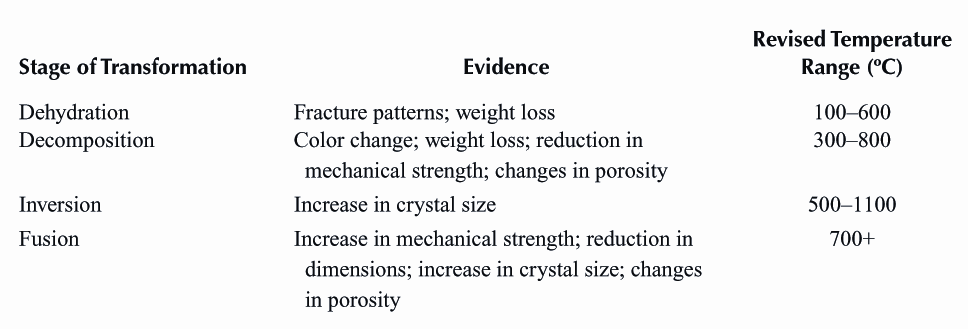 Revised Temperature
Stage of Transformation Evidence Range (ºC)
Dehydration Fracture patterns; weight loss 100–600
Decomposition Color change; weight loss; reduction in 300–800
mechanical strength; changes in porosity
Inversion Increase in crystal size 500–1100
Fusion Increase in mechanical strength; reduction in 700+
dimensions; increase in crystal size; changes
in porosity